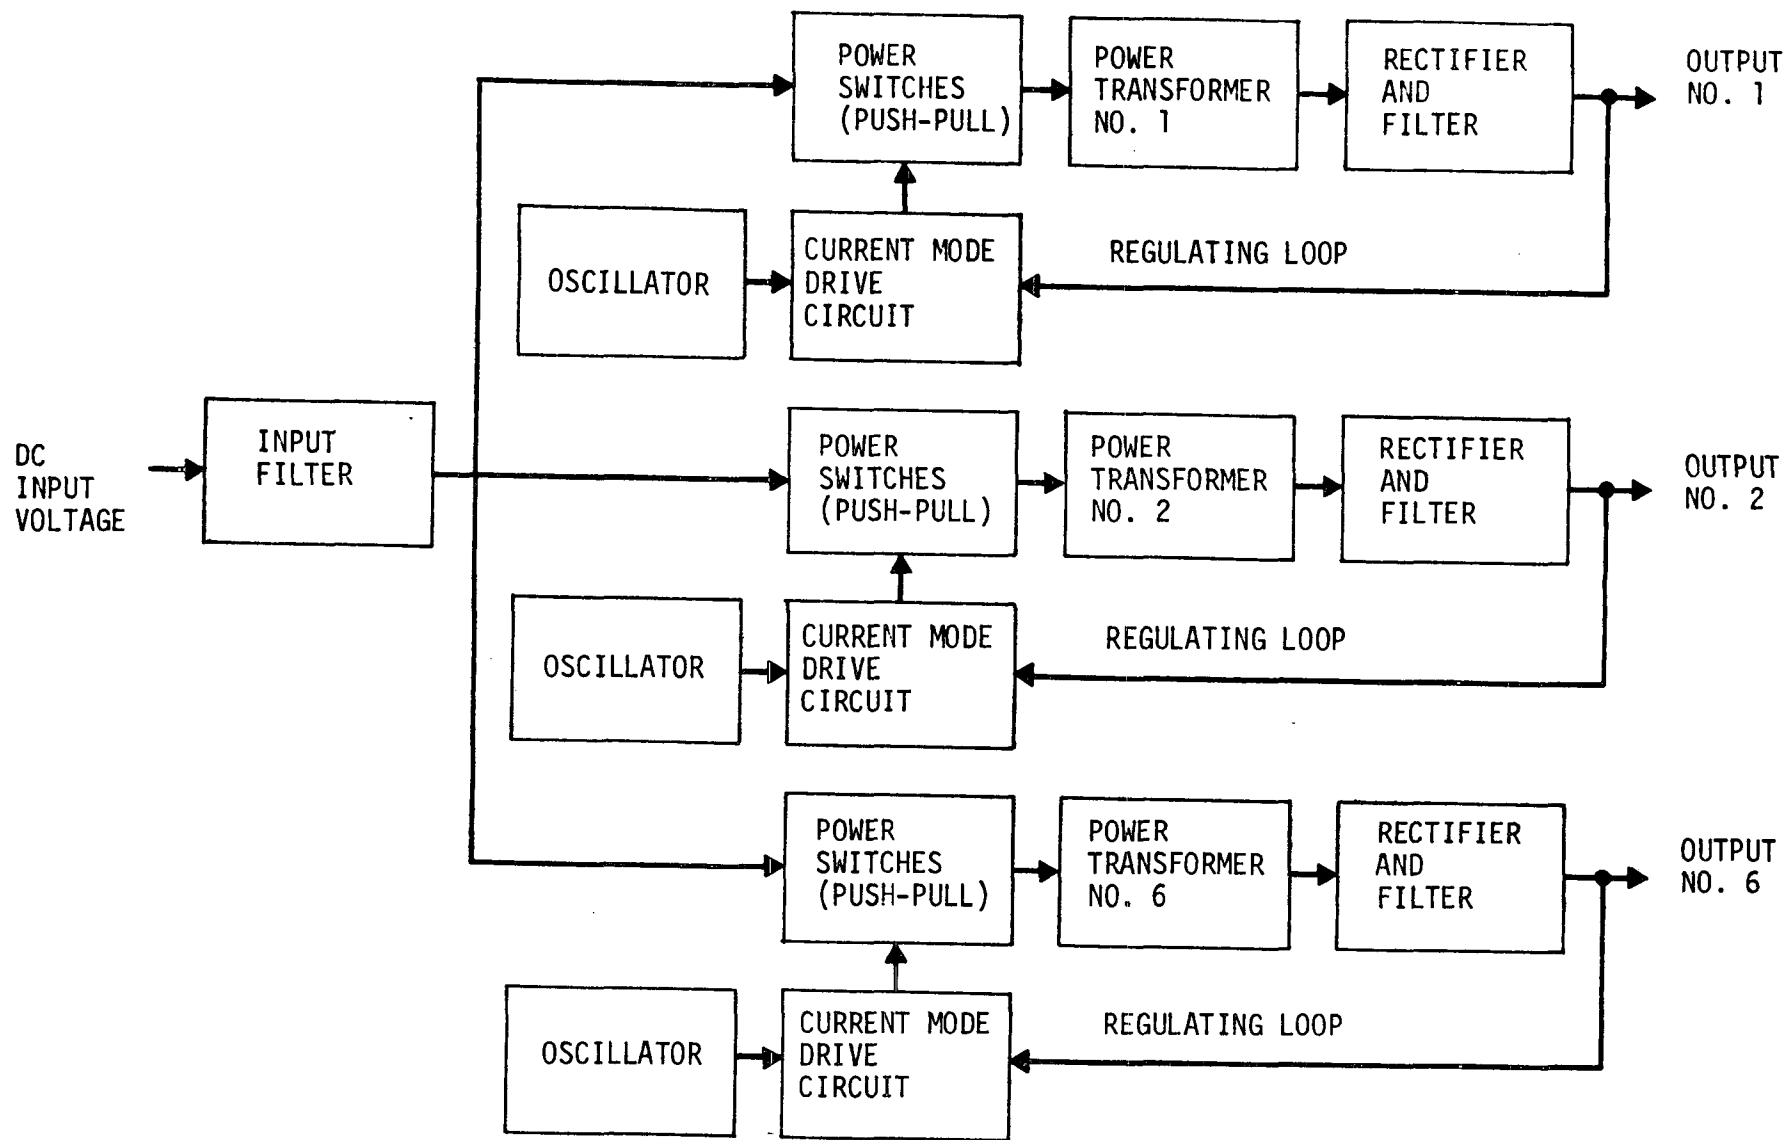 POWER
SWITCHES
(PUSH-PULL)
POWER
TRANSFORMER
NO. 1
RECTIFIER
AND
FILTER
OUTPUT
NO. 1
OSCILLATOR
CURRENT MODE
DRIVE
CIRCUIT
REGULATING LOOP
DC
INPUT
VOLTAGE
INPUT
FILTER
POWER
SWITCHES
(PUSH-PULL)
POWER
TRANSFORMER
NO. 2
RECTIFIER
AND
FILTER
OUTPUT
NO. 2
OSCILLATOR
CURRENT MODE
DRIVE
CIRCUIT
REGULATING LOOP
POWER
SWITCHES
(PUSH-PULL)
POWER
TRANSFORMER
NO. 6
RECTIFIER
AND
FILTER
OUTPUT
NO. 6
OSCILLATOR
CURRENT MODE
DRIVE
CIRCUIT
REGULATING LOOP